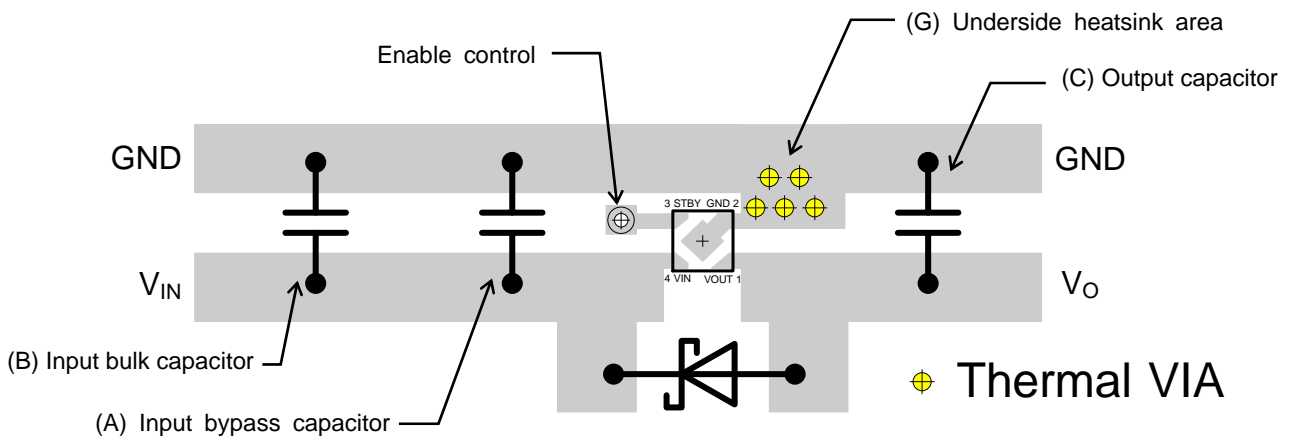 (G) Underside heatsink area
Enable control
(C) Output capacitor
GND
GND
3 STBY GND 2
4 VIN VOUT 1
VIN
VO
(B) Input bulk capacitor
(A) Input bypass capacitor
Thermal VIA